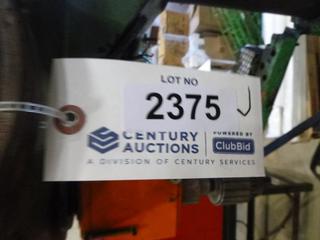 LOT NO
2375
CENTURY
AUCTIONS
POWERED BY
ClubBid
A DIVISION OF CENTURY SERVICES